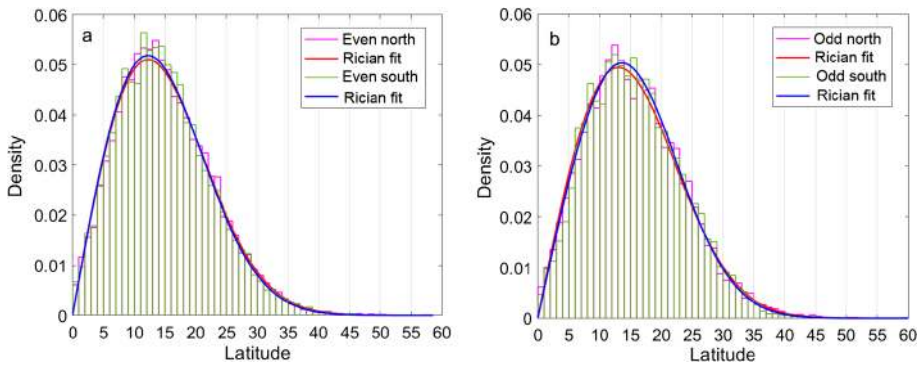 a
Even north
Rician fit
Even south
Rician fit
Density
0.06
0.05
0.04
0.03
0.02
0.01
0
0 5 10 15 20 25 30 35 40 45 50 55 60
Latitude
b
Odd north
Rician fit
Odd south
Rician fit
Density
0.06
0.05
0.04
0.03
0.02
0.01
0
0 5 10 15 20 25 30 35 40 45 50 55 60
Latitude